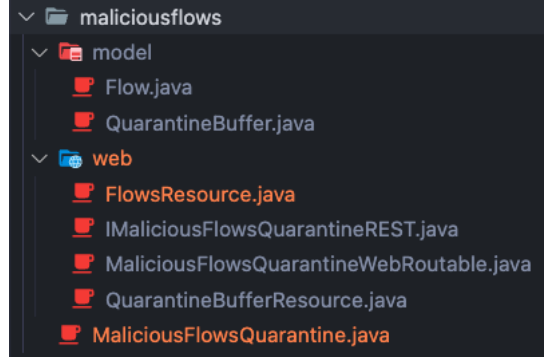 maliciousflows
model
Flow.java
QuarantineBuffer.java
web
FlowsResource.java
IMaliciousFlowsQuarantineREST.java
MaliciousFlowsQuarantineWebRoutable.java
QuarantineBufferResource.java
MaliciousFlowsQuarantine.java